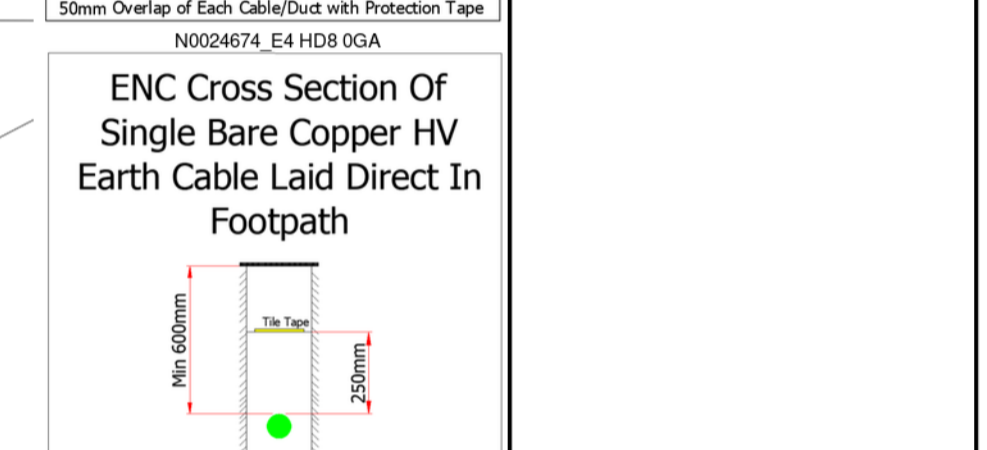 50mm Overlap of Each Cable/Duct with Protection Tape
N0024674_E4 HD8 0GA
ENC Cross Section Of
Single Bare Copper HV
Earth Cable Laid Direct In
Footpath
Min 600mm
Tile Tape
250mm